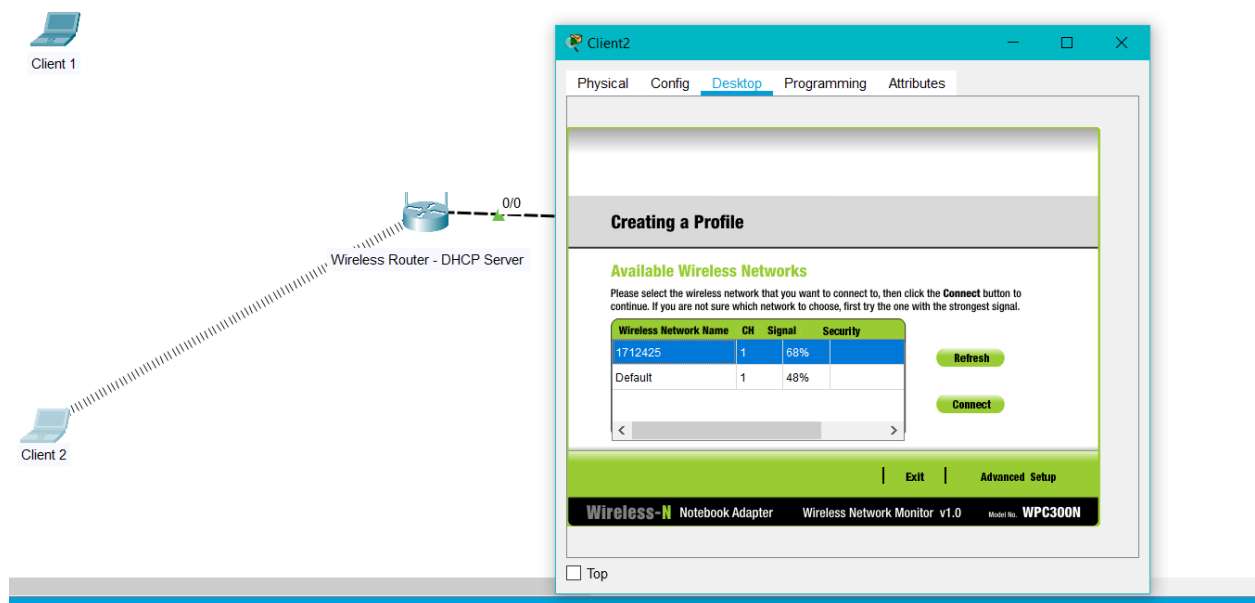 Client 1
0/0
Wireless Router - DHCP Server
Client 2
Client2
Physical Config Desktop Programming Attributes
Creating a Profile
Available Wireless Networks
Please select the wireless network that you want to connect to, then click the Connect button to
continue. If you are not sure which network to choose, first try the one with the strongest signal.
Wireless Network Name CH Signal Security
1712425 1 68%
Default 1 48%
Refresh
Connect
Exit Advanced Setup
Wireless-N Notebook Adapter Wireless Network Monitor v1.0 Model No. WPC300N
Top